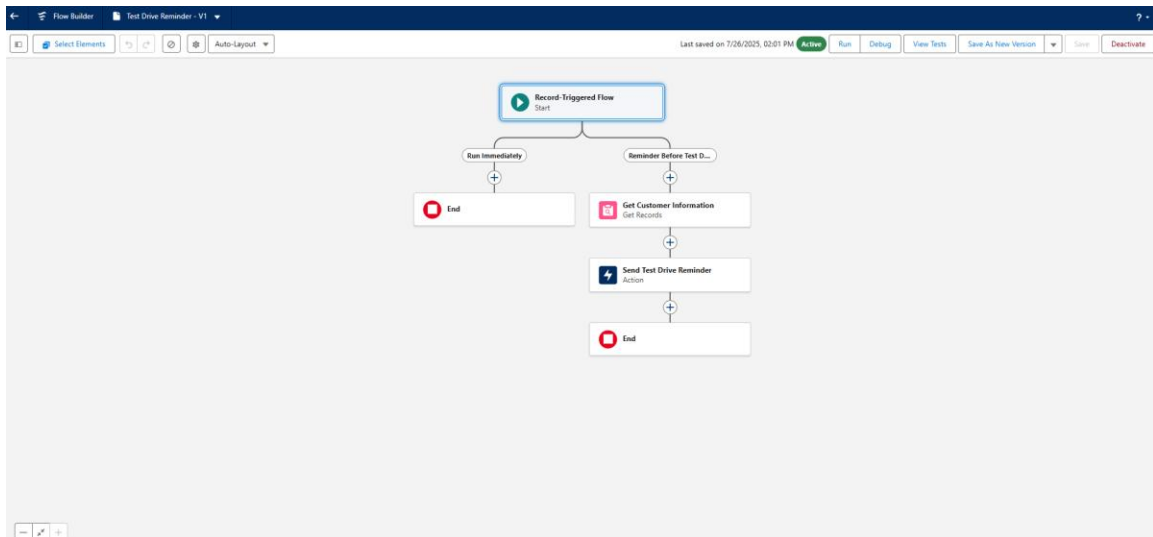 Flow Builder Test Drive Reminder - V1 ?
Select Elements Auto-Layout Last saved on 7/26/2025, 02:01 PM Active Run Debug View Tests Save As New Version Save Deactivate
Record-Triggered Flow
Start
Run Immediately Reminder Before Test D...
End
Get Customer Information
Get Records
Send Test Drive Reminder
Action
End